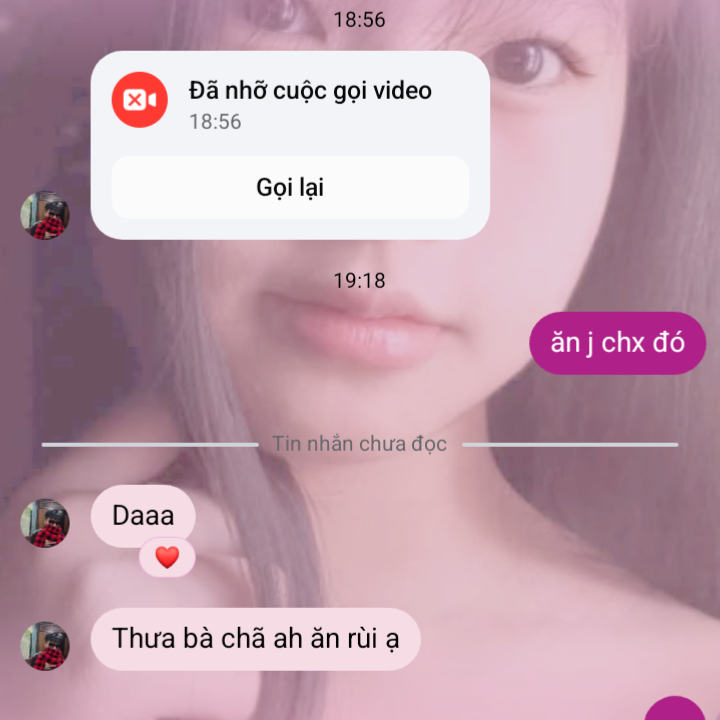 18:56
Đã nhỡ cuộc gọi video
18:56
Gọi lại
19:18
ăn j chx đó
Tin nhắn chưa đọc
Daaa
Thưa bà chã ah ăn rùi ạ